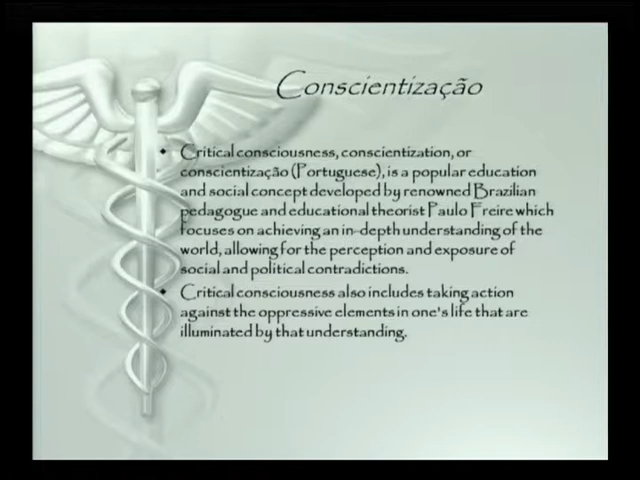 Conscientização
• Critical consciousness, conscientization, or
conscientização (Portuguese), is a popular education
and social concept developed by renowned Brazilian
pedagogue and educational theorist Paulo Freire which
focuses on achieving an in-depth understanding of the
world, allowing for the perception and exposure of
social and political contradictions.
• Critical consciousness also includes taking action
against the oppressive elements in one's life that are
illuminated by that understanding.